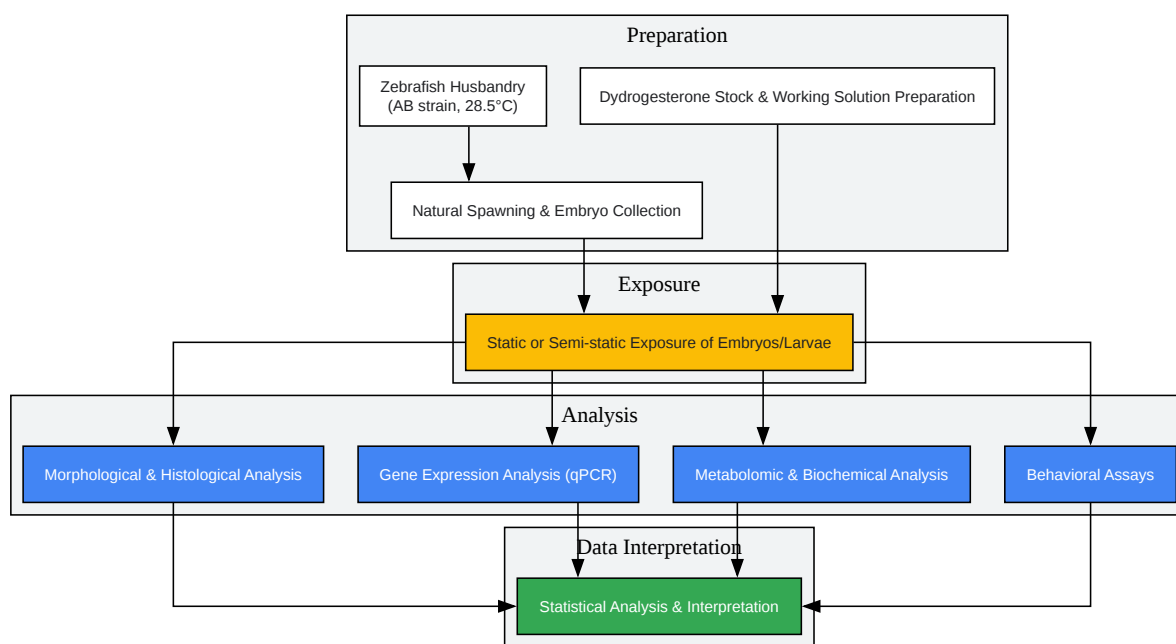 Preparation
Zebrafish Husbandry
(AB strain, 28.5°C)
Dydrogesterone Stock & Working Solution Preparation
Natural Spawning & Embryo Collection
Exposure
Static or Semi-static Exposure of Embryos/Larvae
Analysis
Morphological & Histological Analysis
Gene Expression Analysis (qPCR)
Metabolomic & Biochemical Analysis
Behavioral Assays
Data Interpretation
Statistical Analysis & Interpretation